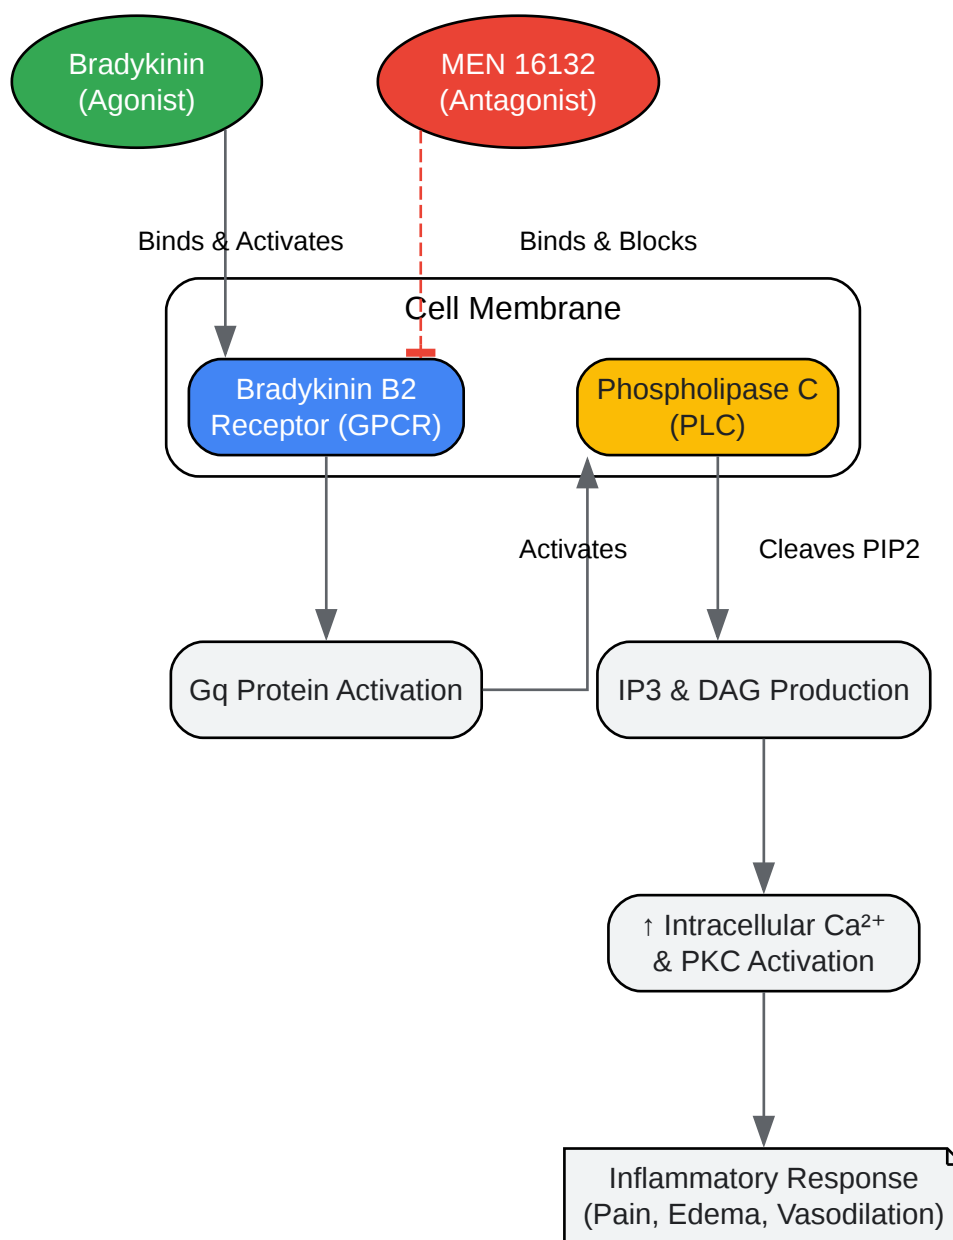 Bradykinin
(Agonist)
MEN 16132
(Antagonist)
Binds & Activates
Binds & Blocks
Cell Membrane
Bradykinin B2
Receptor (GPCR)
Phospholipase C
(PLC)
Activates
Cleaves PIP2
Gq Protein Activation
IP3 & DAG Production
↑ Intracellular Ca²⁺
& PKC Activation
Inflammatory Response
(Pain, Edema, Vasodilation)